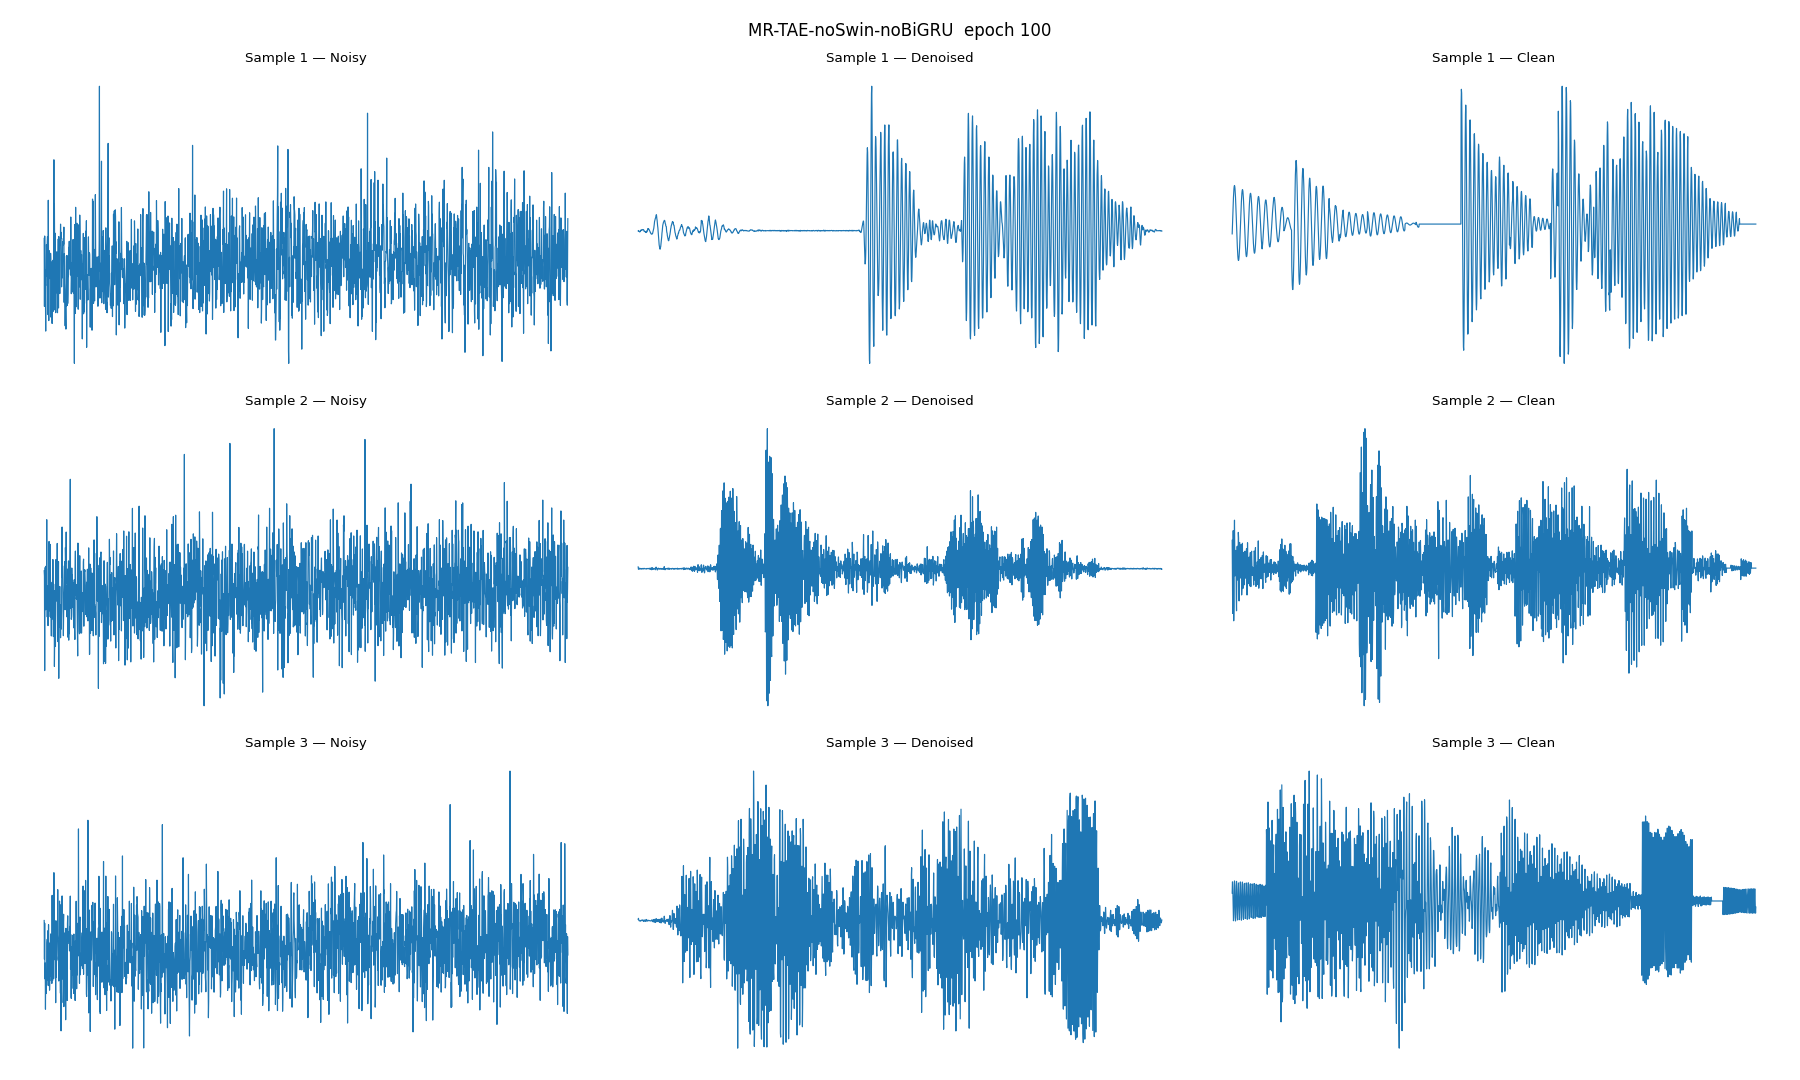 MR-TAE-noSwin-noBiGRU  epoch 100
Sample 1 — Noisy
Sample 1 — Denoised
Sample 1 — Clean
Sample 2 — Noisy
Sample 2 — Denoised
Sample 2 — Clean
Sample 3 — Noisy
Sample 3 — Denoised
Sample 3 — Clean